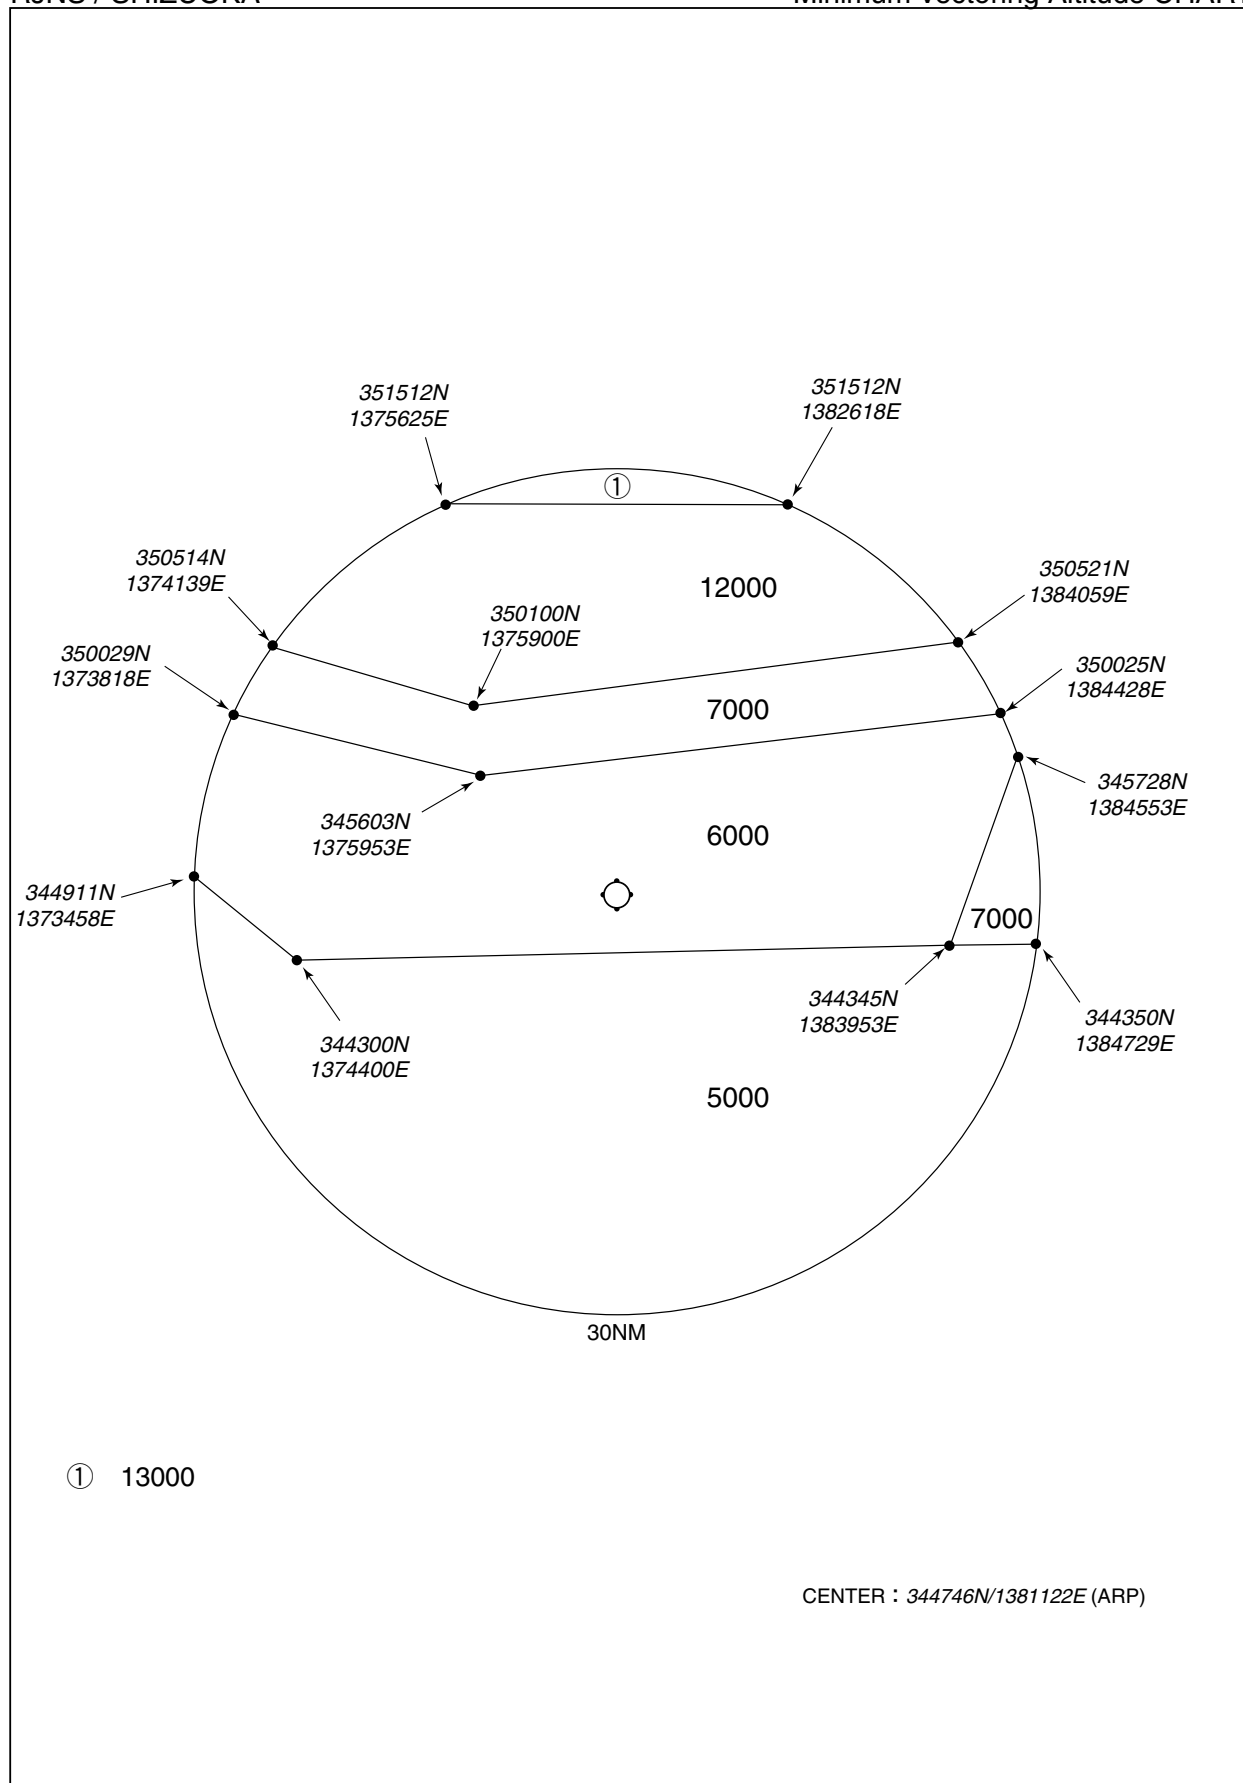 RJNS / SHIZUOKA
Minimum Vectoring Altitude CHART
351512N
1375625E
351512N
1382618E
①
350514N
1374139E
12000
350521N
1384059E
350100N
1375900E
350029N
1373818E
350025N
1384428E
7000
345728N
1384553E
345603N
1375953E
6000
344911N
1373458E
7000
344345N
1383953E
344350N
1384729E
344300N
1374400E
5000
30NM
① 13000
CENTER : 344746N/1381122E (ARP)